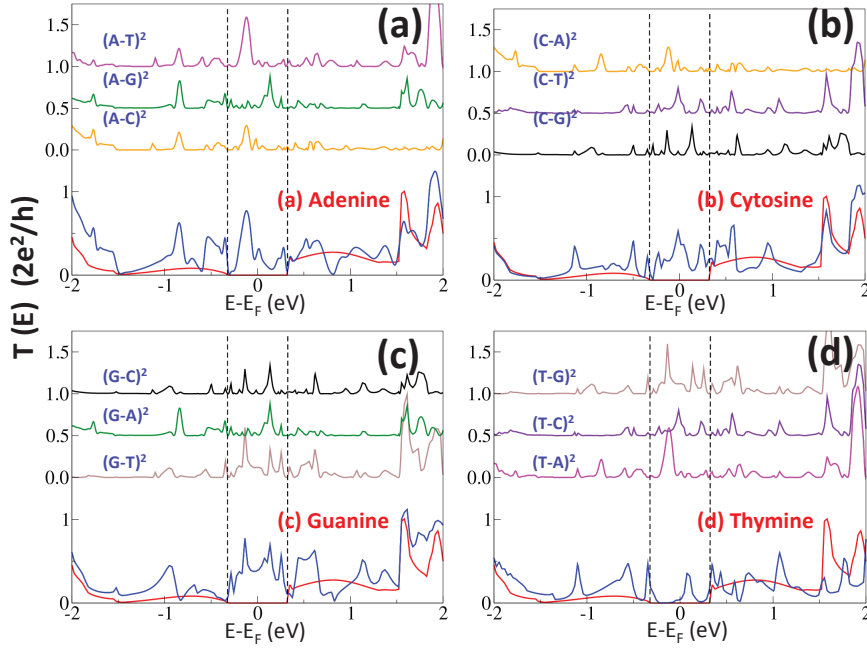 T (E) (2e²/h)
(a)
1.5
1.0
0.5
0.0
1
0
(A-T)²
(A-G)²
(A-C)²
(a) Adenine
-2 -1 0 1 2
E-E_F (eV)
(b)
1.5
1.0
0.5
0.0
1
0
(C-A)²
(C-T)²
(C-G)²
(b) Cytosine
-2 -1 0 1 2
E-E_F (eV)
(c)
1.5
1.0
0.5
0.0
1
0
(G-C)²
(G-A)²
(G-T)²
(c) Guanine
-2 -1 0 1 2
E-E_F (eV)
(d)
1.5
1.0
0.5
0.0
1
0
(T-G)²
(T-C)²
(T-A)²
(d) Thymine
-2 -1 0 1 2
E-E_F (eV)